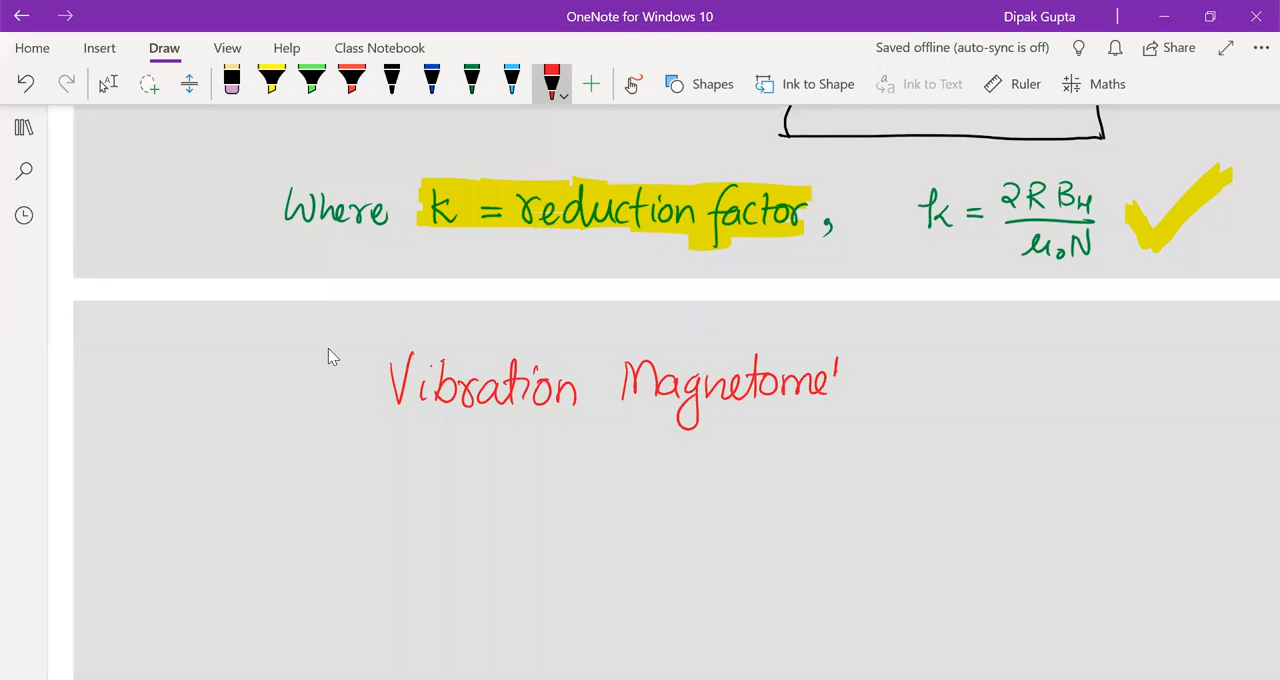 OneNote for Windows 10
Dipak Gupta
Home Insert Draw View Help Class Notebook
Saved offline (auto-sync is off)
Share
Shapes
Ink to Shape
Ink to Text
Ruler
Maths
Where k = reduction factor, k = 2RB_H / μ₀N
Vibration Magnetome'